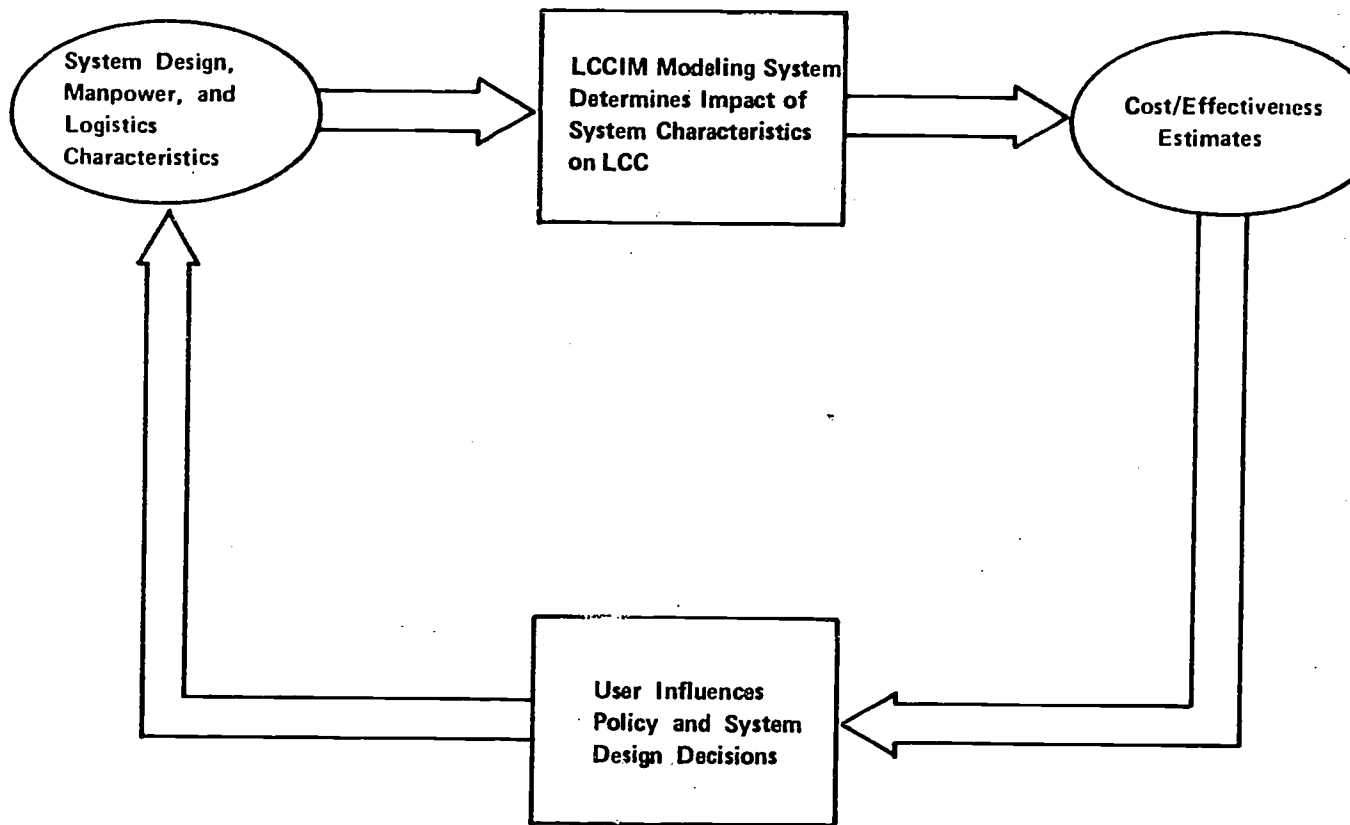 System Design,
Manpower, and
Logistics
Characteristics
LCCIM Modeling System
Determines Impact of
System Characteristics
on LCC
Cost/Effectiveness
Estimates
User Influences
Policy and System
Design Decisions